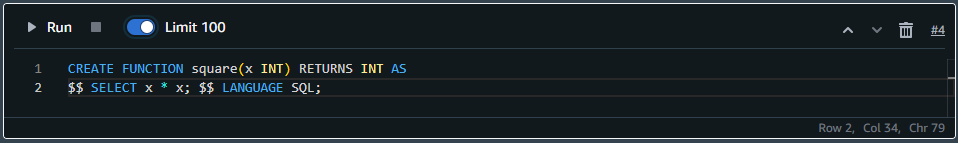 Run Limit 100 #4
1 CREATE FUNCTION square(x INT) RETURNS INT AS
2 $$ SELECT x * x; $$ LANGUAGE SQL;
Row 2, Col 34, Chr 79